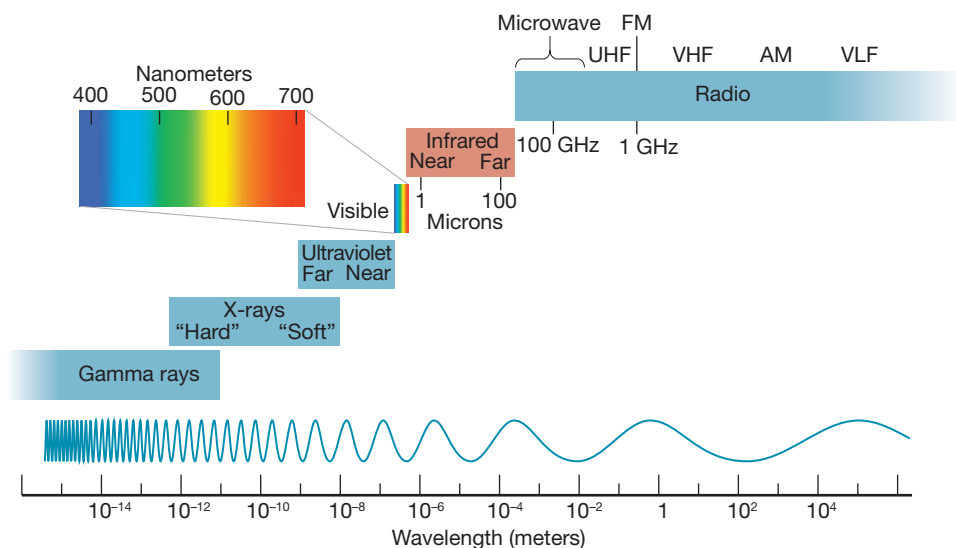 Microwave FM
UHF VHF AM VLF
Nanometers
400 500 600 700
Radio
Infrared
Near Far
100 GHz 1 GHz
1 100
Microns
Visible
Ultraviolet
Far Near
X-rays
“Hard” “Soft”
Gamma rays
10⁻¹⁴ 10⁻¹² 10⁻¹⁰ 10⁻⁸ 10⁻⁶ 10⁻⁴ 10⁻² 1 10² 10⁴
Wavelength (meters)